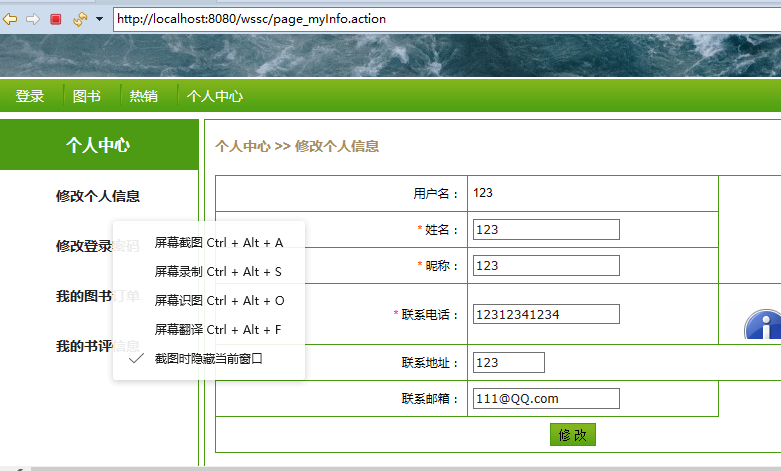 http://localhost:8080/wssc/page_myInfo.action
登录 图书 热销 个人中心
个人中心
修改个人信息
修改登录密码
我的图书订单
我的书评信息
屏幕截图 Ctrl + Alt + A
屏幕录制 Ctrl + Alt + S
屏幕识图 Ctrl + Alt + O
屏幕翻译 Ctrl + Alt + F
截图时隐藏当前窗口
个人中心 >> 修改个人信息
用户名： 123
* 姓名： 123
* 昵称： 123
* 联系电话： 12312341234
联系地址： 123
联系邮箱： 111@QQ.com
修 改